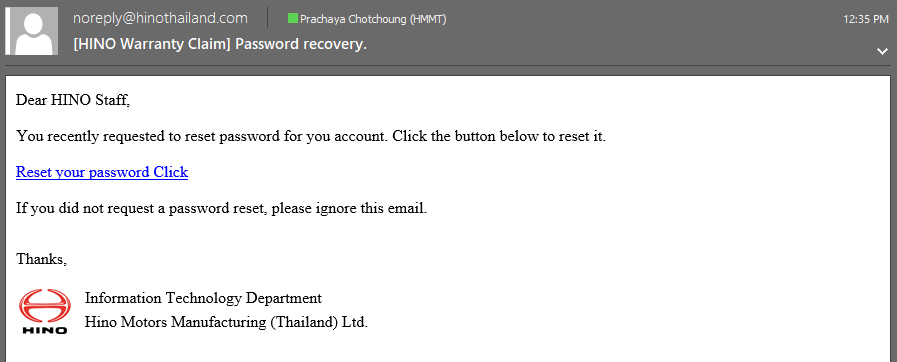 noreply@hinothailand.com Prachaya Chotchoung (HMMT) 12:35 PM
[HINO Warranty Claim] Password recovery.
Dear HINO Staff,
You recently requested to reset password for you account. Click the button below to reset it.
Reset your password Click
If you did not request a password reset, please ignore this email.
Thanks,
Information Technology Department
HINO Hino Motors Manufacturing (Thailand) Ltd.